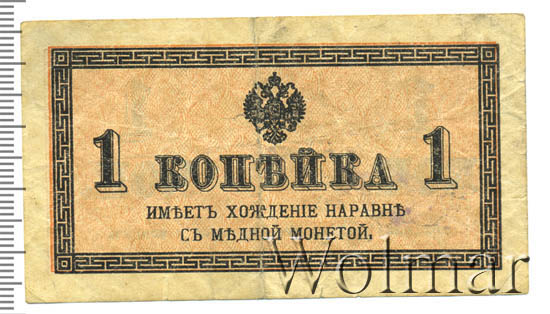 1 КОПѢЙКА 1
ИМѢЕТЪ ХОЖДЕНІЕ НАРАВНѢ
СЪ МѢДНОЙ МОНЕТОЙ.
Wolmar